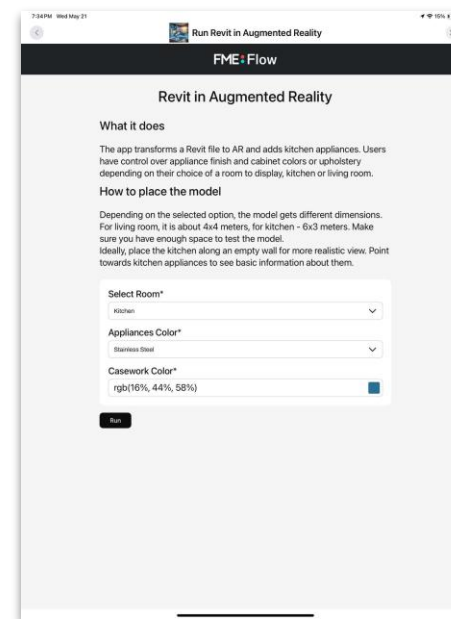 7:34 PM Wed May 21
15%
Run Revit in Augmented Reality
FME Flow
Revit in Augmented Reality
What it does
The app transforms a Revit file to AR and adds kitchen appliances. Users
have control over appliance finish and cabinet colors or upholstery
depending on their choice of a room to display, kitchen or living room.
How to place the model
Depending on the selected option, the model gets different dimensions.
For living room, it is about 4x4 meters, for kitchen - 6x3 meters. Make
sure you have enough space to test the model.
Ideally, place the kitchen along an empty wall for more realistic view. Point
towards kitchen appliances to see basic information about them.
Select Room*
Kitchen
Appliances Color*
Stainless Steel
Casework Color*
rgb(16%, 44%, 58%)
Run